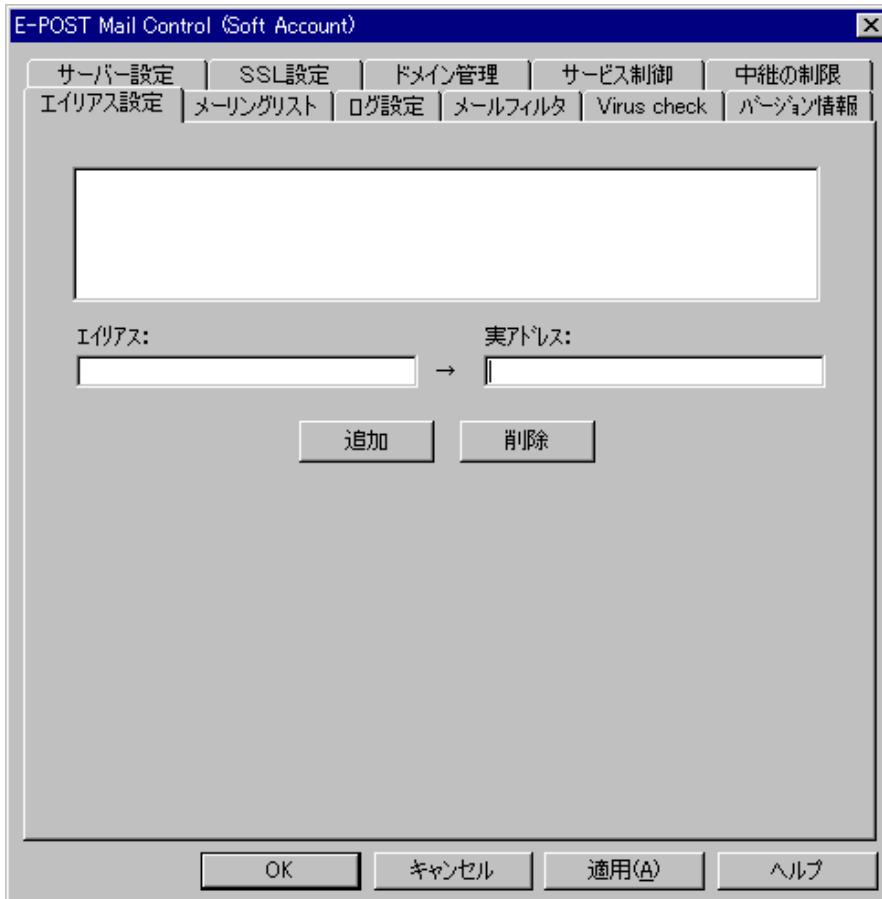 E-POST Mail Control (Soft Account)
サーバー設定 SSL設定 ドメイン管理 サービス制御 中継の制限
エイリアス設定 メーリングリスト ログ設定 メールフィルタ Virus check ﾊﾞｰｼﾞｮﾝ情報
ｴｲﾘｱｽ: 実ｱﾄﾞﾚｽ:
→
追加 削除
OK キャンセル 適用(A) ヘルプ